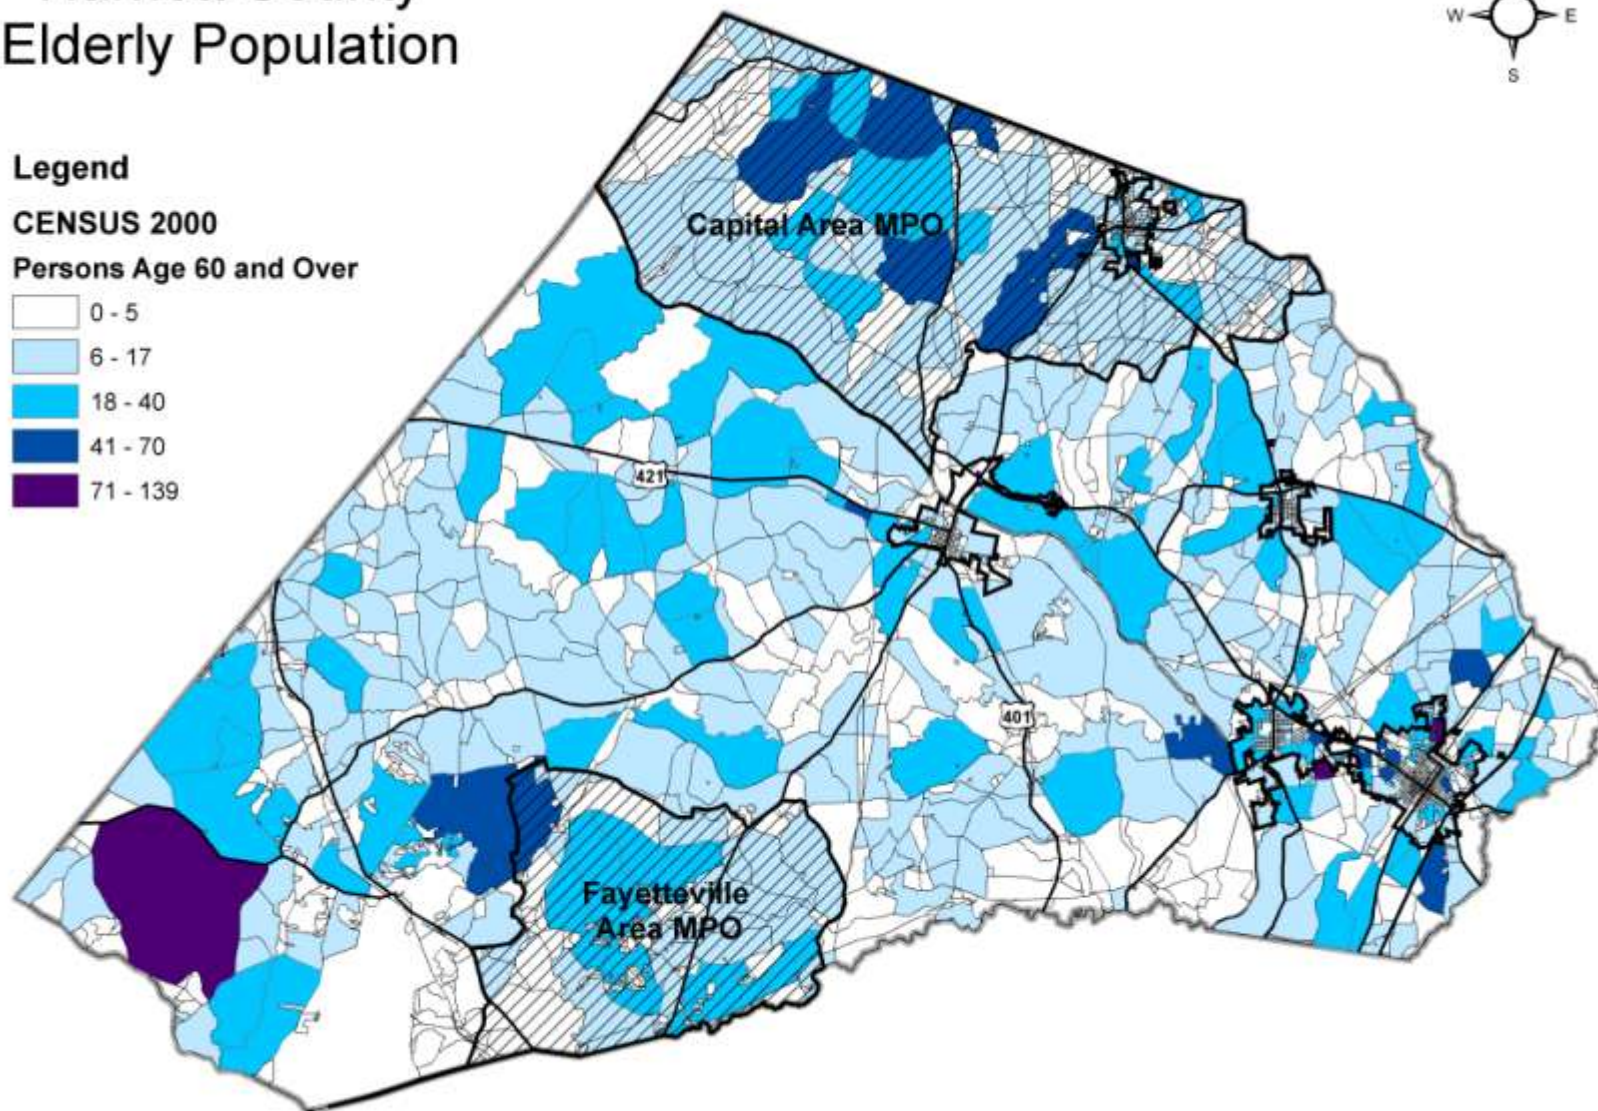 Elderly Population
W E
S
Legend
CENSUS 2000
Persons Age 60 and Over
0 - 5
6 - 17
18 - 40
41 - 70
71 - 139
Capital Area MPO
421
401
Fayetteville
Area MPO